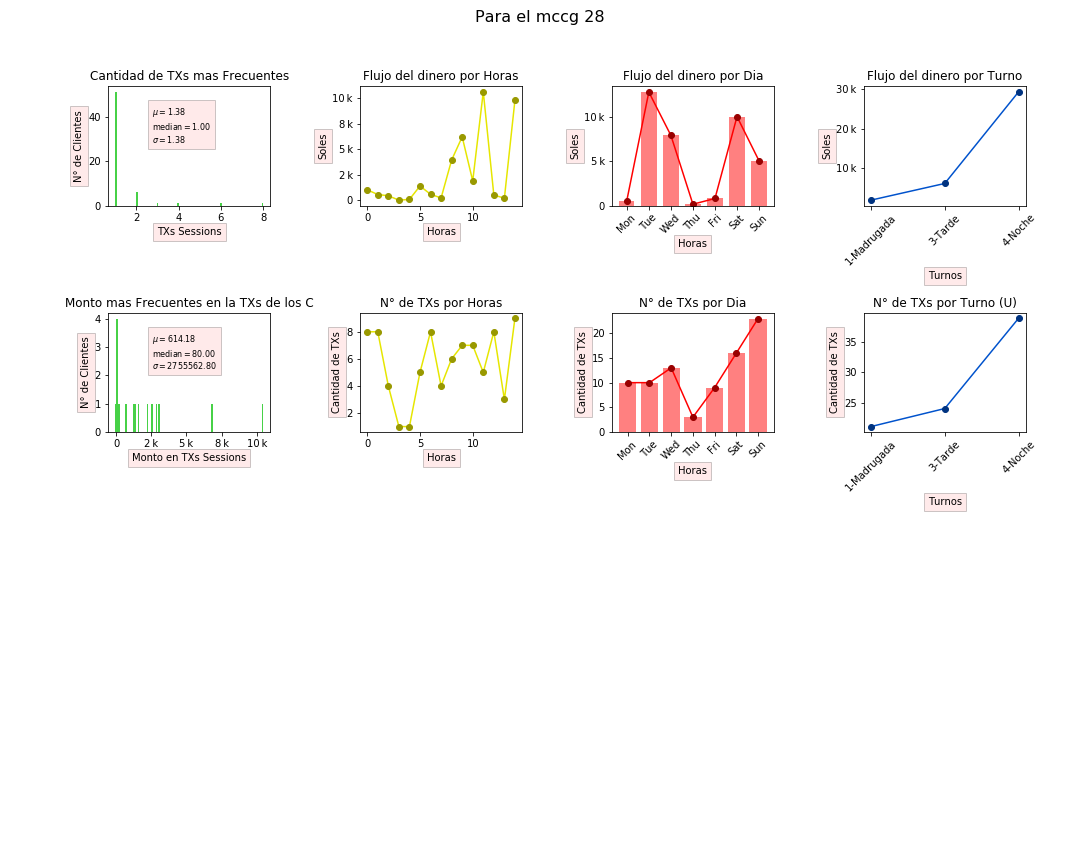 Para el mccg 28
Cantidad de TXs mas Frecuentes
N° de Clientes
40
20
0
μ = 1.38
median = 1.00
σ = 1.38
2 4 6 8
TXs Sessions
Flujo del dinero por Horas
Soles
10 k
8 k
5 k
2 k
0
0 5 10
Horas
Flujo del dinero por Dia
Soles
10 k
5 k
0
Mon Tue Wed Thu Fri Sat Sun
Horas
Flujo del dinero por Turno
Soles
30 k
20 k
10 k
1-Madrugada 3-Tarde 4-Noche
Turnos
Monto mas Frecuentes en la TXs de los C
N° de Clientes
4
3
2
1
0
μ = 614.18
median = 80.00
σ = 2755562.80
0 2 k 5 k 8 k 10 k
Monto en TXs Sessions
N° de TXs por Horas
Cantidad de TXs
8
6
4
2
0 5 10
Horas
N° de TXs por Dia
Cantidad de TXs
20
15
10
5
0
Mon Tue Wed Thu Fri Sat Sun
Horas
N° de TXs por Turno (U)
Cantidad de TXs
35
30
25
1-Madrugada 3-Tarde 4-Noche
Turnos